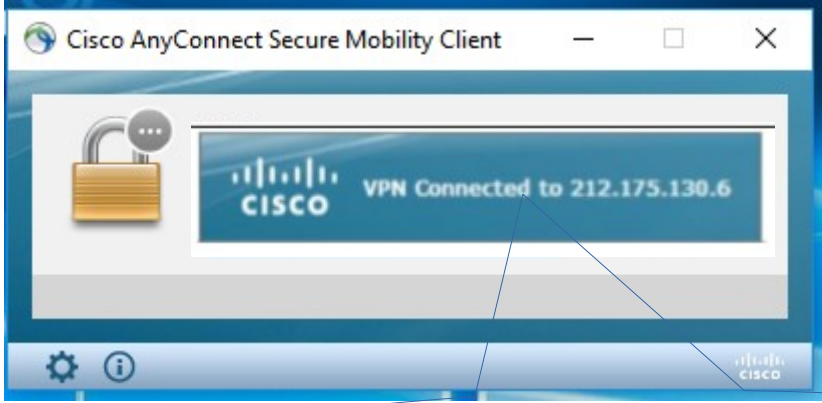 Cisco AnyConnect Secure Mobility Client
CISCO
VPN Connected to 212.175.130.6
CISCO